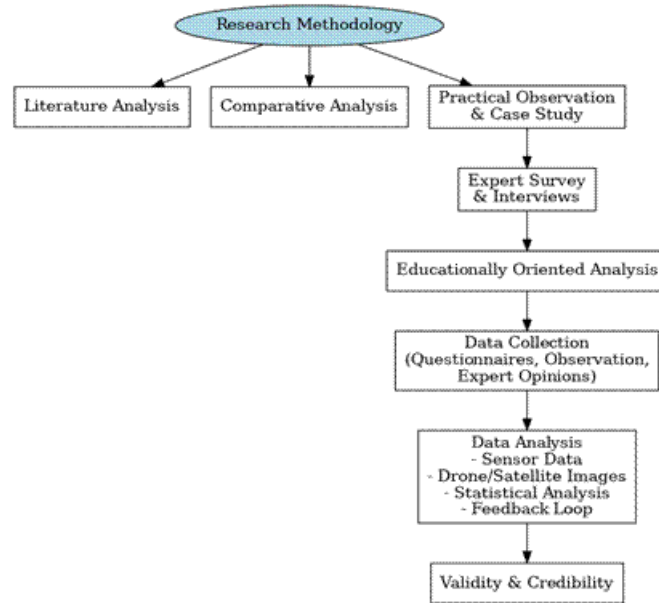 Research Methodology
Literature Analysis
Comparative Analysis
Practical Observation
& Case Study
Expert Survey
& Interviews
Educationally Oriented Analysis
Data Collection
(Questionnaires, Observation,
Expert Opinions)
Data Analysis
- Sensor Data
- Drone/Satellite Images
- Statistical Analysis
- Feedback Loop
Validity & Credibility